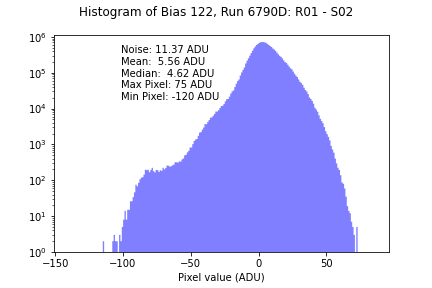 Histogram of Bias 122, Run 6790D: R01 - S02
10⁶
10⁵
10⁴
10³
10²
10¹
10⁰
Noise: 11.37 ADU
Mean:  5.56 ADU
Median:  4.62 ADU
Max Pixel: 75 ADU
Min Pixel: -120 ADU
−150 −100 −50 0 50
Pixel value (ADU)